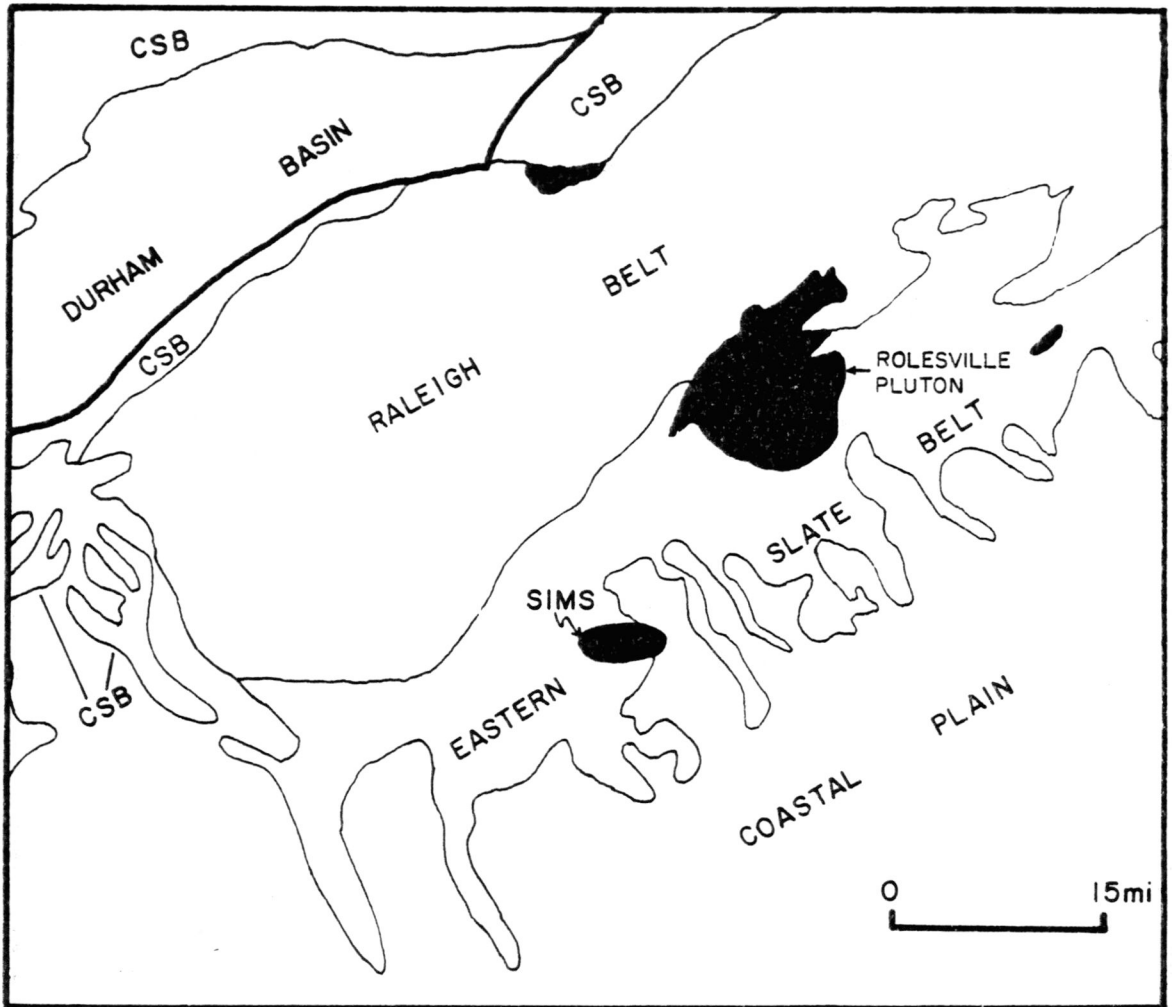 CSB
CSB
BASIN
DURHAM
BELT
CSB
RALEIGH
ROLESVILLE
PLUTON
BELT
SLATE
SIMS
CSB
EASTERN
PLAIN
COASTAL
0 15mi